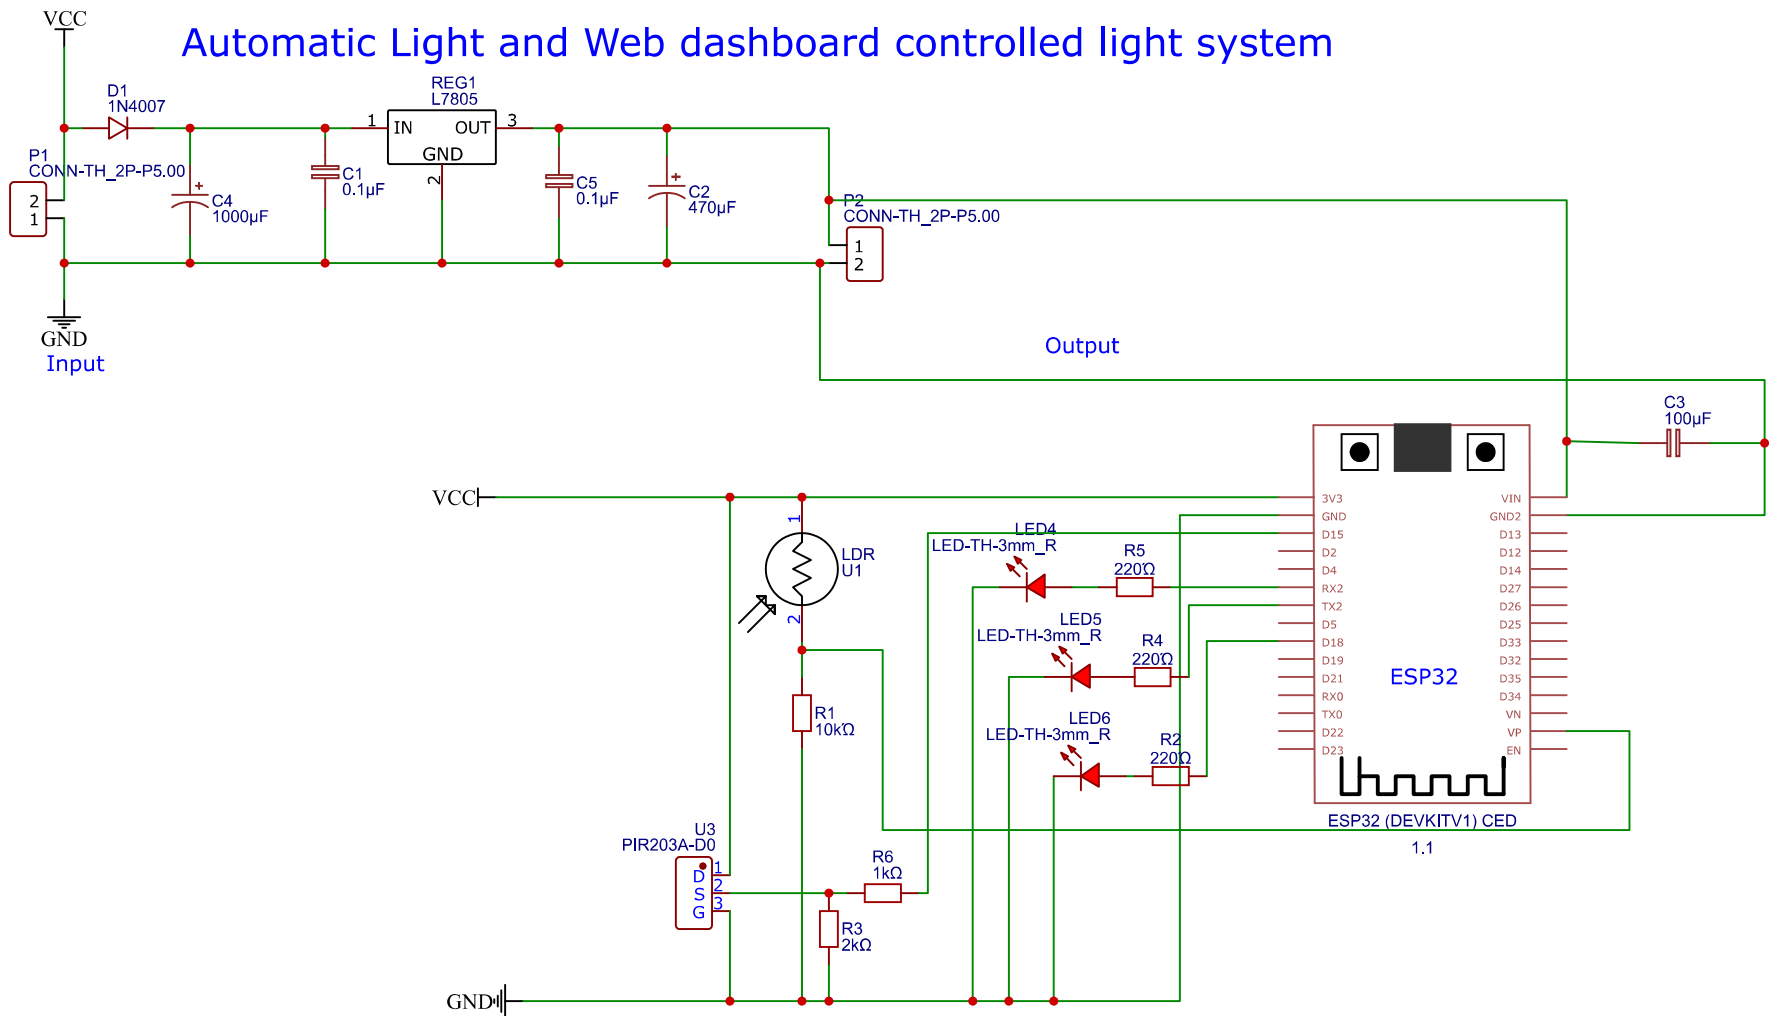 VCC
Automatic Light and Web dashboard controlled light system
D1
1N4007
REG1
L7805
1
IN
OUT
3
GND
2
P1
CONN-TH_2P-P5.00
2
1
C4
1000µF
+
C1
0.1µF
C5
0.1µF
+
C2
470µF
P2
CONN-TH_2P-P5.00
1
2
GND
Input
Output
C3
100µF
VCC
1
LDR
U1
2
R1
10kΩ
LED4
LED-TH-3mm_R
R5
220Ω
LED5
LED-TH-3mm_R
R4
220Ω
LED6
LED-TH-3mm_R
R2
220Ω
3V3
GND
D15
D2
D4
RX2
TX2
D5
D18
D19
D21
RX0
TX0
D22
D23
VIN
GND2
D13
D12
D14
D27
D26
D25
D33
D32
D35
D34
VN
VP
EN
ESP32
ESP32 (DEVKITV1) CED
1.1
U3
PIR203A-D0
D
1
S
2
G
3
R6
1kΩ
R3
2kΩ
GND